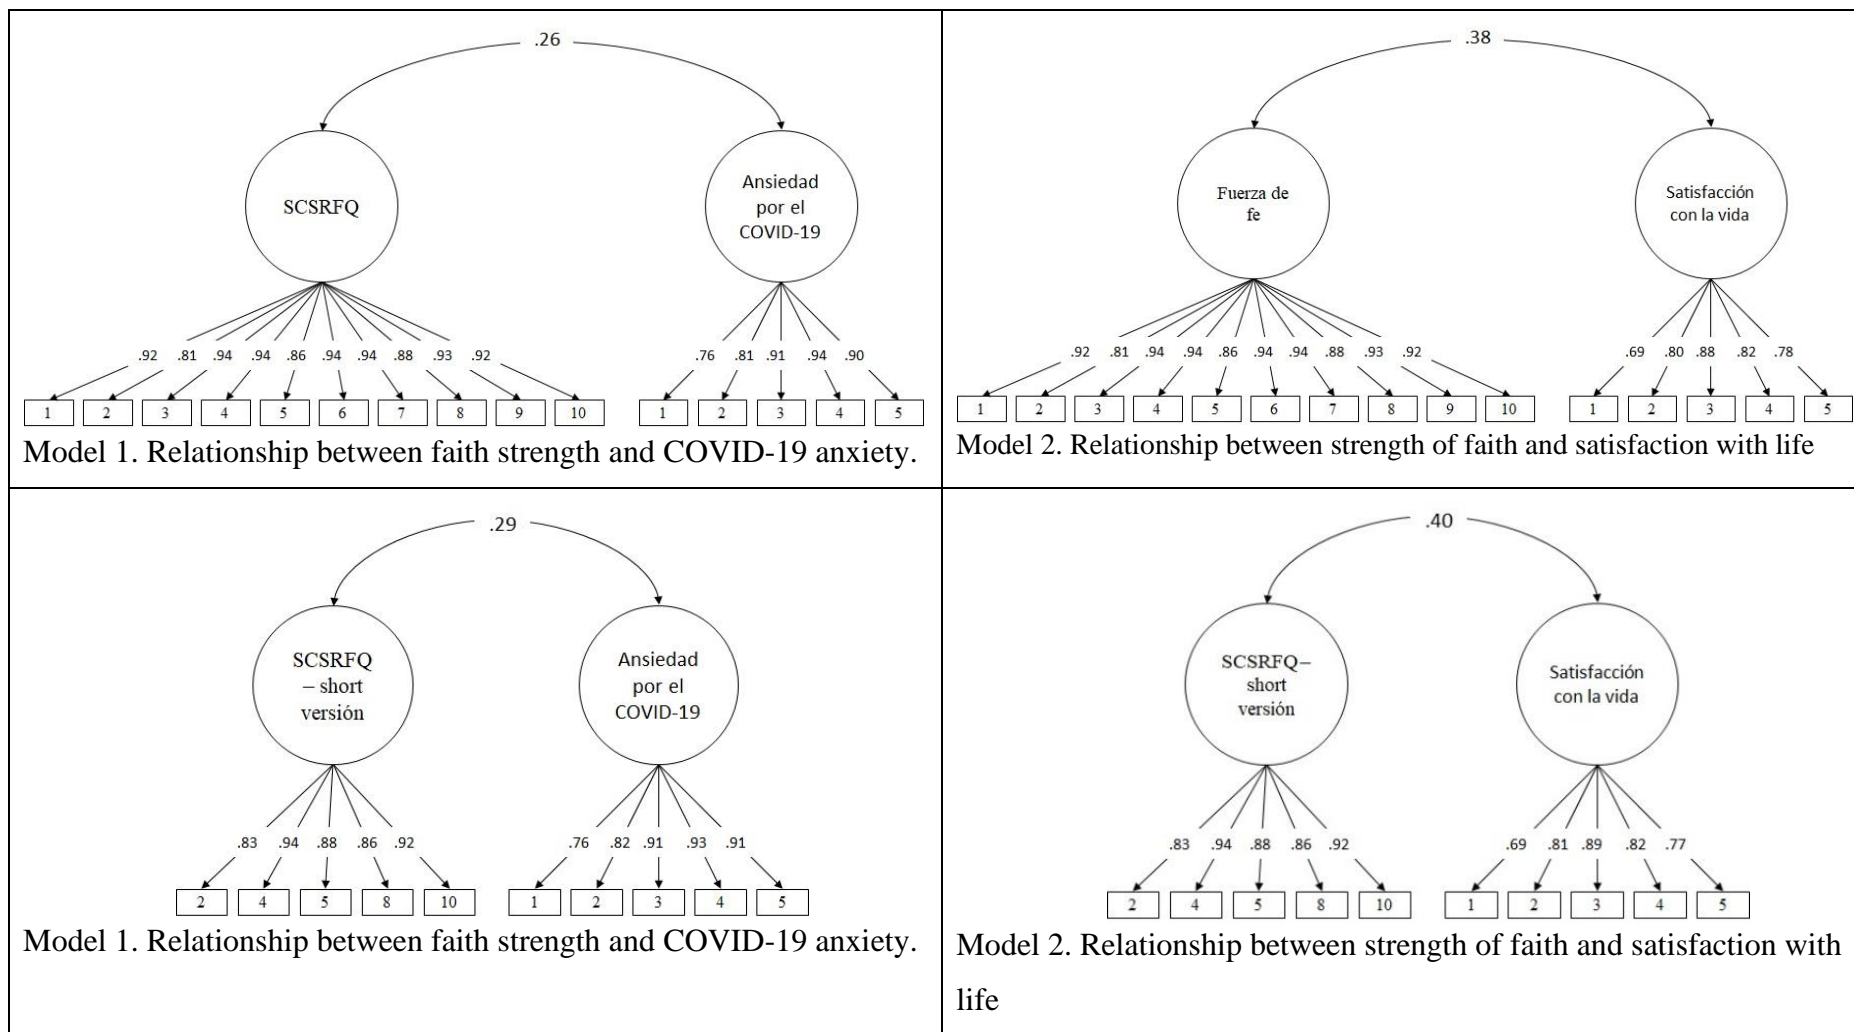 .26
SCSRFQ
Ansiedad
por el
COVID-19
.92 .81 .94 .94 .86 .94 .94 .88 .93 .92
.76 .81 .91 .94 .90
1 2 3 4 5 6 7 8 9 10
1 2 3 4 5
Model 1. Relationship between faith strength and COVID-19 anxiety.
.38
Fuerza de
fe
Satisfacción
con la vida
.92 .81 .94 .94 .86 .94 .94 .88 .93 .92
.69 .80 .88 .82 .78
1 2 3 4 5 6 7 8 9 10
1 2 3 4 5
Model 2. Relationship between strength of faith and satisfaction with life
.29
SCSRFQ
– short
versión
Ansiedad
por el
COVID-19
.83 .94 .88 .86 .92
.76 .82 .91 .93 .91
2 4 5 8 10
1 2 3 4 5
Model 1. Relationship between faith strength and COVID-19 anxiety.
.40
SCSRFQ–
short
versión
Satisfacción
con la vida
.83 .94 .88 .86 .92
.69 .81 .89 .82 .77
2 4 5 8 10
1 2 3 4 5
Model 2. Relationship between strength of faith and satisfaction with
life